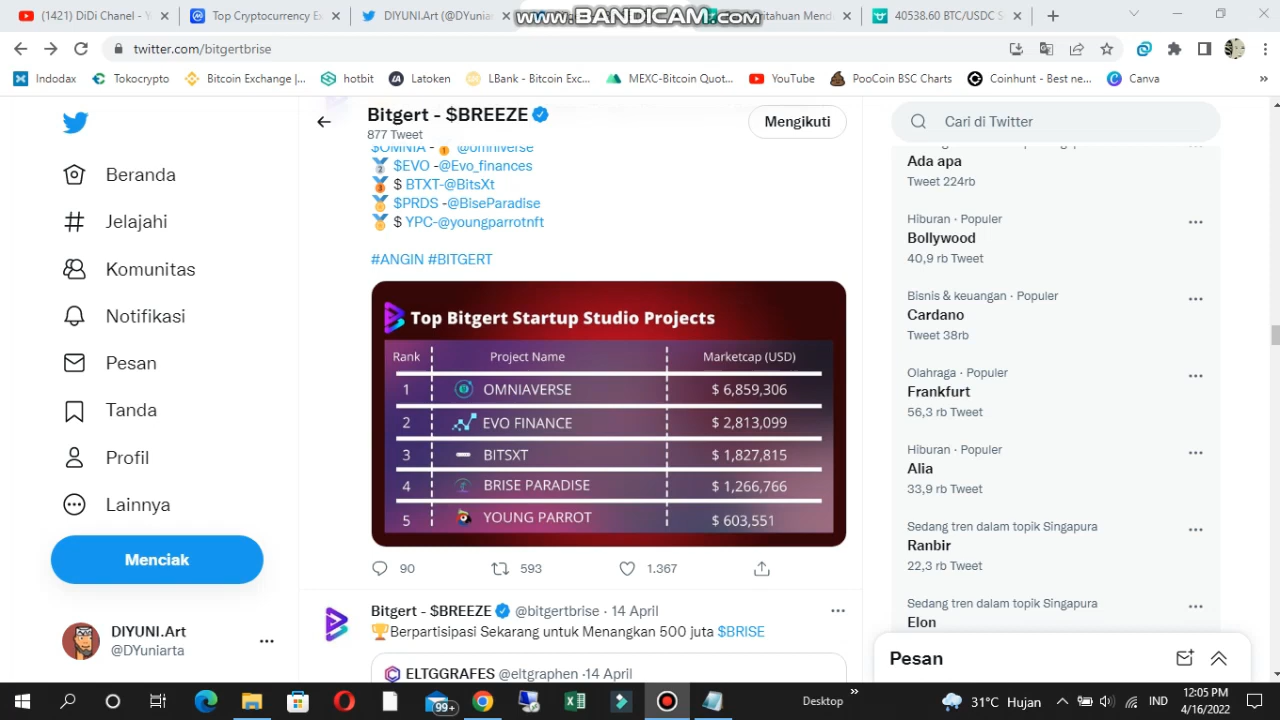 (1421) DiDi Chanel - Y
Top Cryptocurrency Ex
DIYUNI.Art (@DYuniar
www.BANDICAM.com
itahuan Mend
40538.60 BTC/USDC S
twitter.com/bitgertbrise
Indodax
Tokocrypto
Bitcoin Exchange |...
hotbit
Latoken
LBank - Bitcoin Exc...
MEXC-Bitcoin Quot...
YouTube
PooCoin BSC Charts
Coinhunt - Best ne...
Canva
Beranda
Jelajahi
Komunitas
Notifikasi
Pesan
Tanda
Profil
Lainnya
Menciak
DIYUNI.Art
@DYuniarta
Bitgert - $BREEZE
877 Tweet
Mengikuti
$OMNIA - @omniverse
$EVO -@Evo_finances
$ BTXT-@BitsXt
$PRDS -@BiseParadise
$ YPC-@youngparrotnft
#ANGIN #BITGERT
Top Bitgert Startup Studio Projects
Rank Project Name Marketcap (USD)
1 OMNIAVERSE $ 6,859,306
2 EVO FINANCE $ 2,813,099
3 BITSXT $ 1,827,815
4 BRISE PARADISE $ 1,266,766
5 YOUNG PARROT $ 603,551
90 593 1.367
Bitgert - $BREEZE @bitgertbrise · 14 April
Berpartisipasi Sekarang untuk Menangkan 500 juta $BRISE
ELTGGRAFES @eltgraphen ·14 April
Cari di Twitter
Ada apa
Tweet 224rb
Hiburan · Populer
Bollywood
40,9 rb Tweet
Bisnis & keuangan · Populer
Cardano
Tweet 38rb
Olahraga · Populer
Frankfurt
56,3 rb Tweet
Hiburan · Populer
Alia
33,9 rb Tweet
Sedang tren dalam topik Singapura
Ranbir
22,3 rb Tweet
Sedang tren dalam topik Singapura
Elon
Pesan
99+
Desktop
31°C Hujan
IND
12:05 PM
4/16/2022